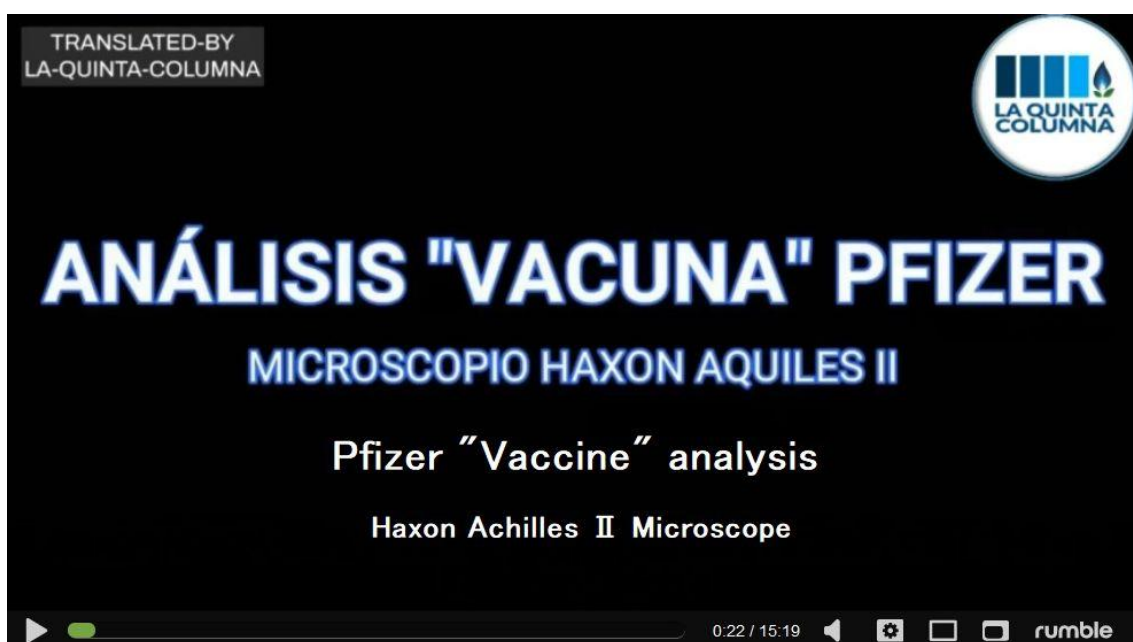 TRANSLATED-BY
LA-QUINTA-COLUMNA
LA QUINTA
COLUMNA
ANÁLISIS "VACUNA" PFIZER
MICROSCOPIO HAXON AQUILES II
Pfizer ″Vaccine″ analysis
Haxon Achilles Ⅱ Microscope
0:22 / 15:19
rumble